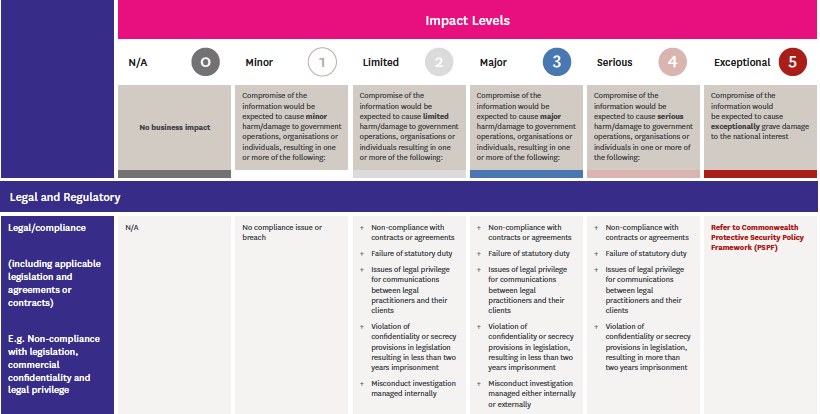 Impact Levels
N/A
0
Minor
1
Limited
2
Major
3
Serious
4
Exceptional
5
No business impact
Compromise of the
information would be
expected to cause minor
harm/damage to government
operations, organisations or
individuals, resulting in one
or more of the following:
Compromise of the
information would be
expected to cause limited
harm/damage to government
operations, organisations or
individuals resulting in one
or more of the following:
Compromise of the
information would be
expected to cause major
harm/damage to government
operations, organisations or
individuals, resulting in one
or more of the following:
Compromise of the
information would be
expected to cause serious
harm/damage to government
operations, organisations or
individuals resulting in one or more of
the following:
Compromise of the
information would
be expected to cause
exceptionally grave damage
to the national interest
Legal and Regulatory
Legal/compliance
(including applicable
legislation and
agreements or
contracts)
E.g. Non-compliance
with legislation,
commercial
confidentiality and
legal privilege
N/A
No compliance issue or
breach
+ Non-compliance with
contracts or agreements
+ Failure of statutory duty
+ Issues of legal privilege
for communications
between legal
practitioners and their
clients
+ Violation of
confidentiality or secrecy
provisions in legislation
resulting in less than two
years imprisonment
+ Misconduct investigation
managed internally
+ Non-compliance with
contracts or agreements
+ Failure of statutory duty
+ Issues of legal privilege
for communications
between legal
practitioners and their
clients
+ Violation of
confidentiality or secrecy
provisions in legislation,
resulting in less than two
years imprisonment
+ Misconduct investigation
managed either internally
or externally
+ Non-compliance with
contracts or agreements
+ Failure of statutory duty
+ Issues of legal privilege
for communications
between legal
practitioners and their
clients
+ Violation of
confidentiality or secrecy
provisions in legislation,
resulting in more than
two years imprisonment
Refer to Commonwealth
Protective Security Policy
Framework (PSPF)